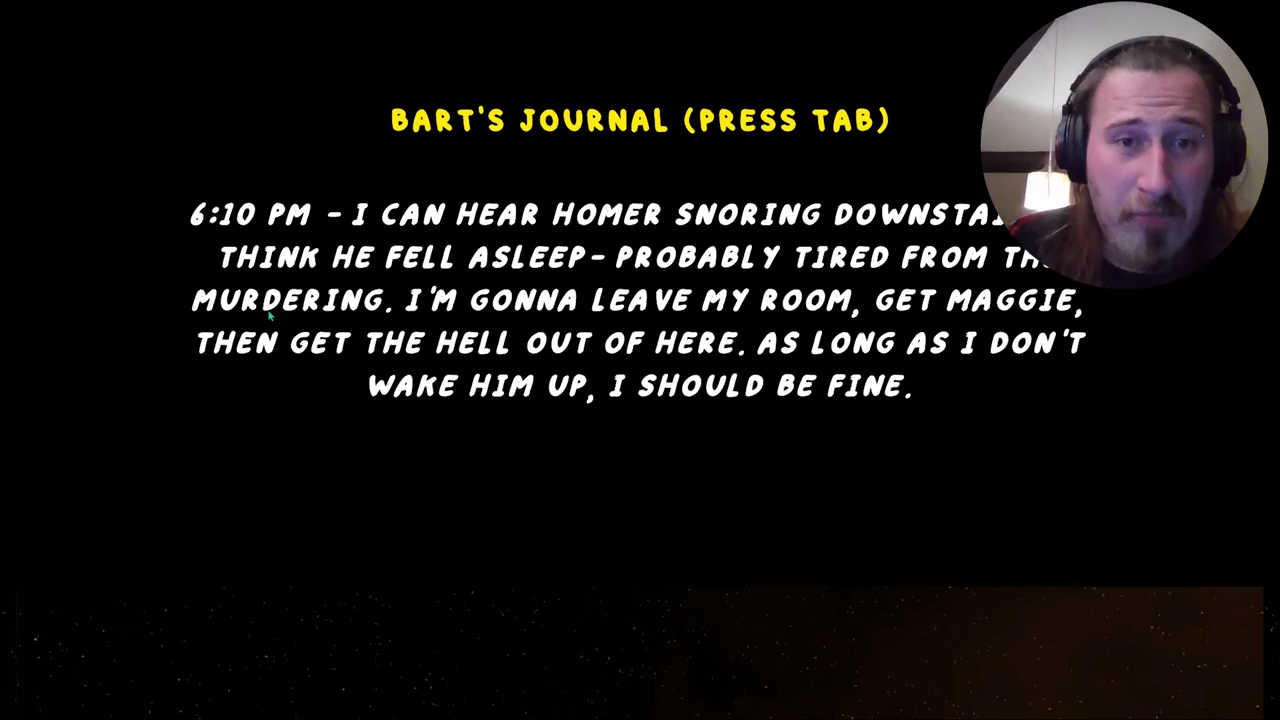 BART'S JOURNAL (PRESS TAB)
6:10 PM - I CAN HEAR HOMER SNORING
THINK HE FELL ASLEEP- PROBABLY TIRED FROM
MURDERING. I'M GONNA LEAVE MY ROOM, GET MAGGIE,
THEN GET THE HELL OUT OF HERE. AS LONG AS I DON'T
WAKE HIM UP, I SHOULD BE FINE.